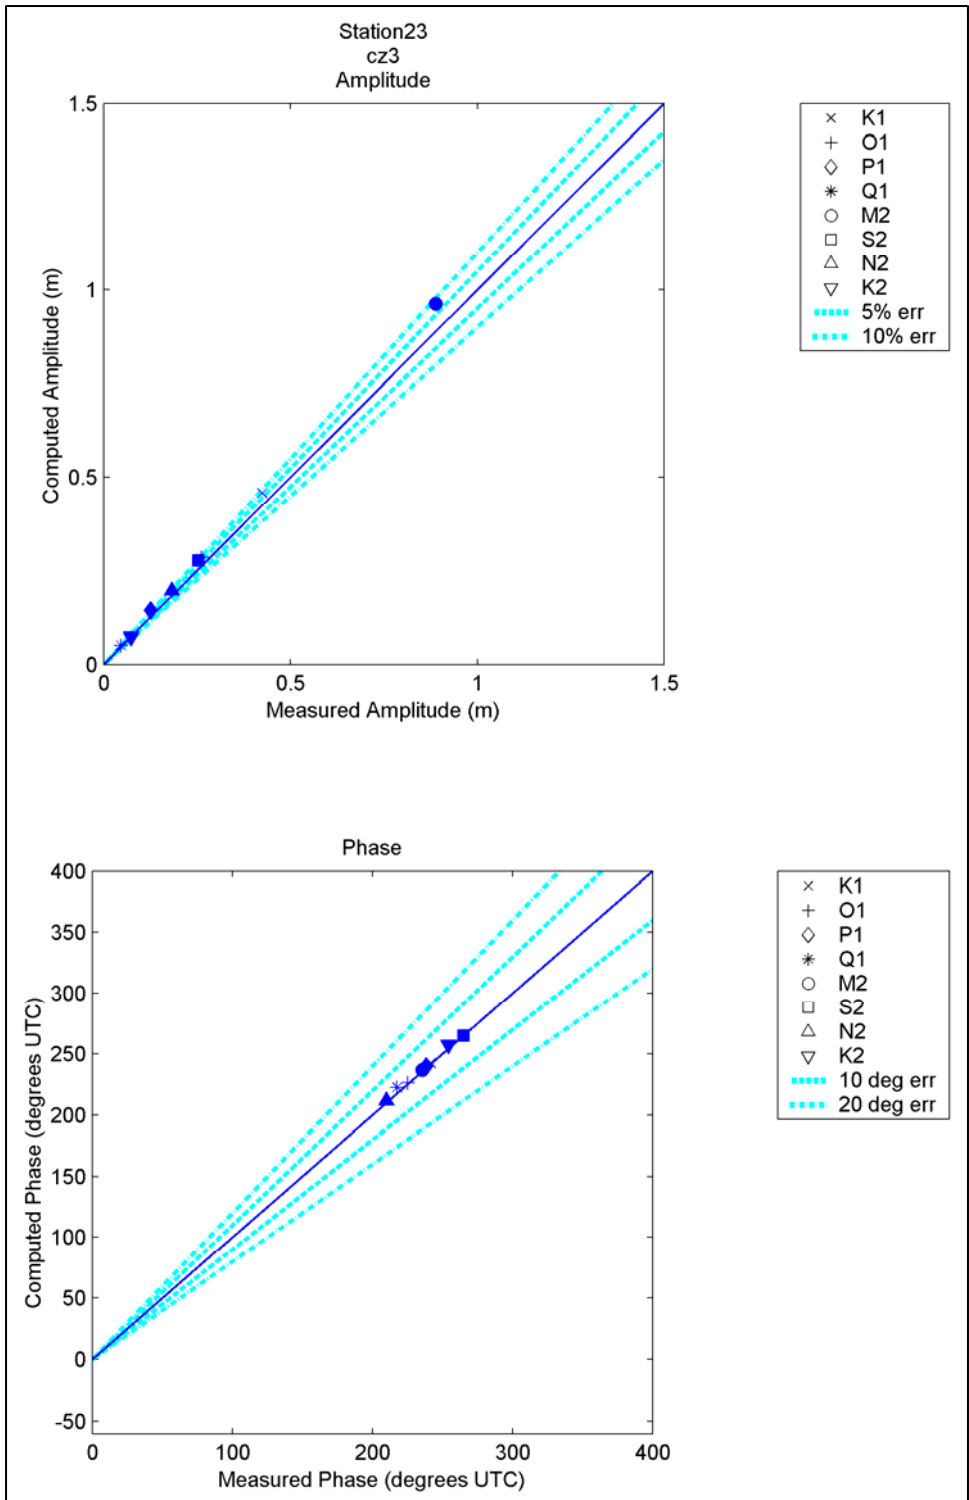 Station23
cz3
Amplitude
1.5
1
0.5
0
0
0.5
1
1.5
Computed Amplitude (m)
Measured Amplitude (m)
K1
O1
P1
Q1
M2
S2
N2
K2
5% err
10% err
Phase
400
350
300
250
200
150
100
50
0
-50
0
100
200
300
400
Computed Phase (degrees UTC)
Measured Phase (degrees UTC)
K1
O1
P1
Q1
M2
S2
N2
K2
10 deg err
20 deg err